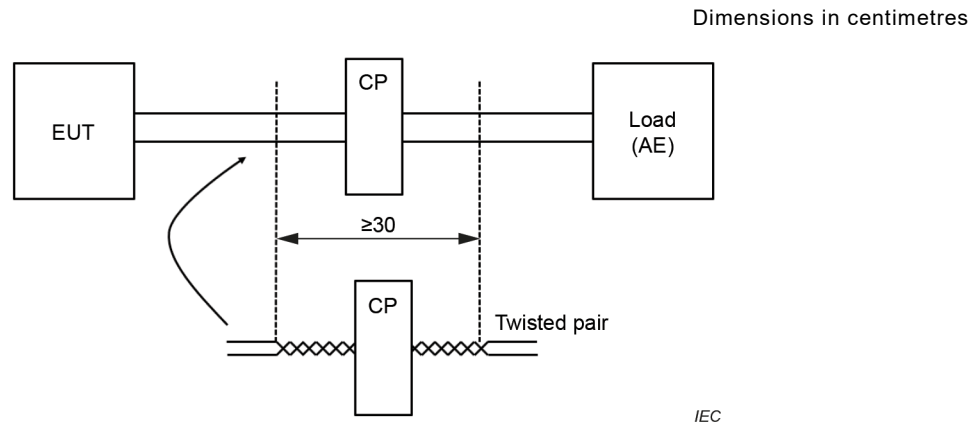 Dimensions in centimetres
CP
EUT
Load
(AE)
≥30
CP
Twisted pair
IEC